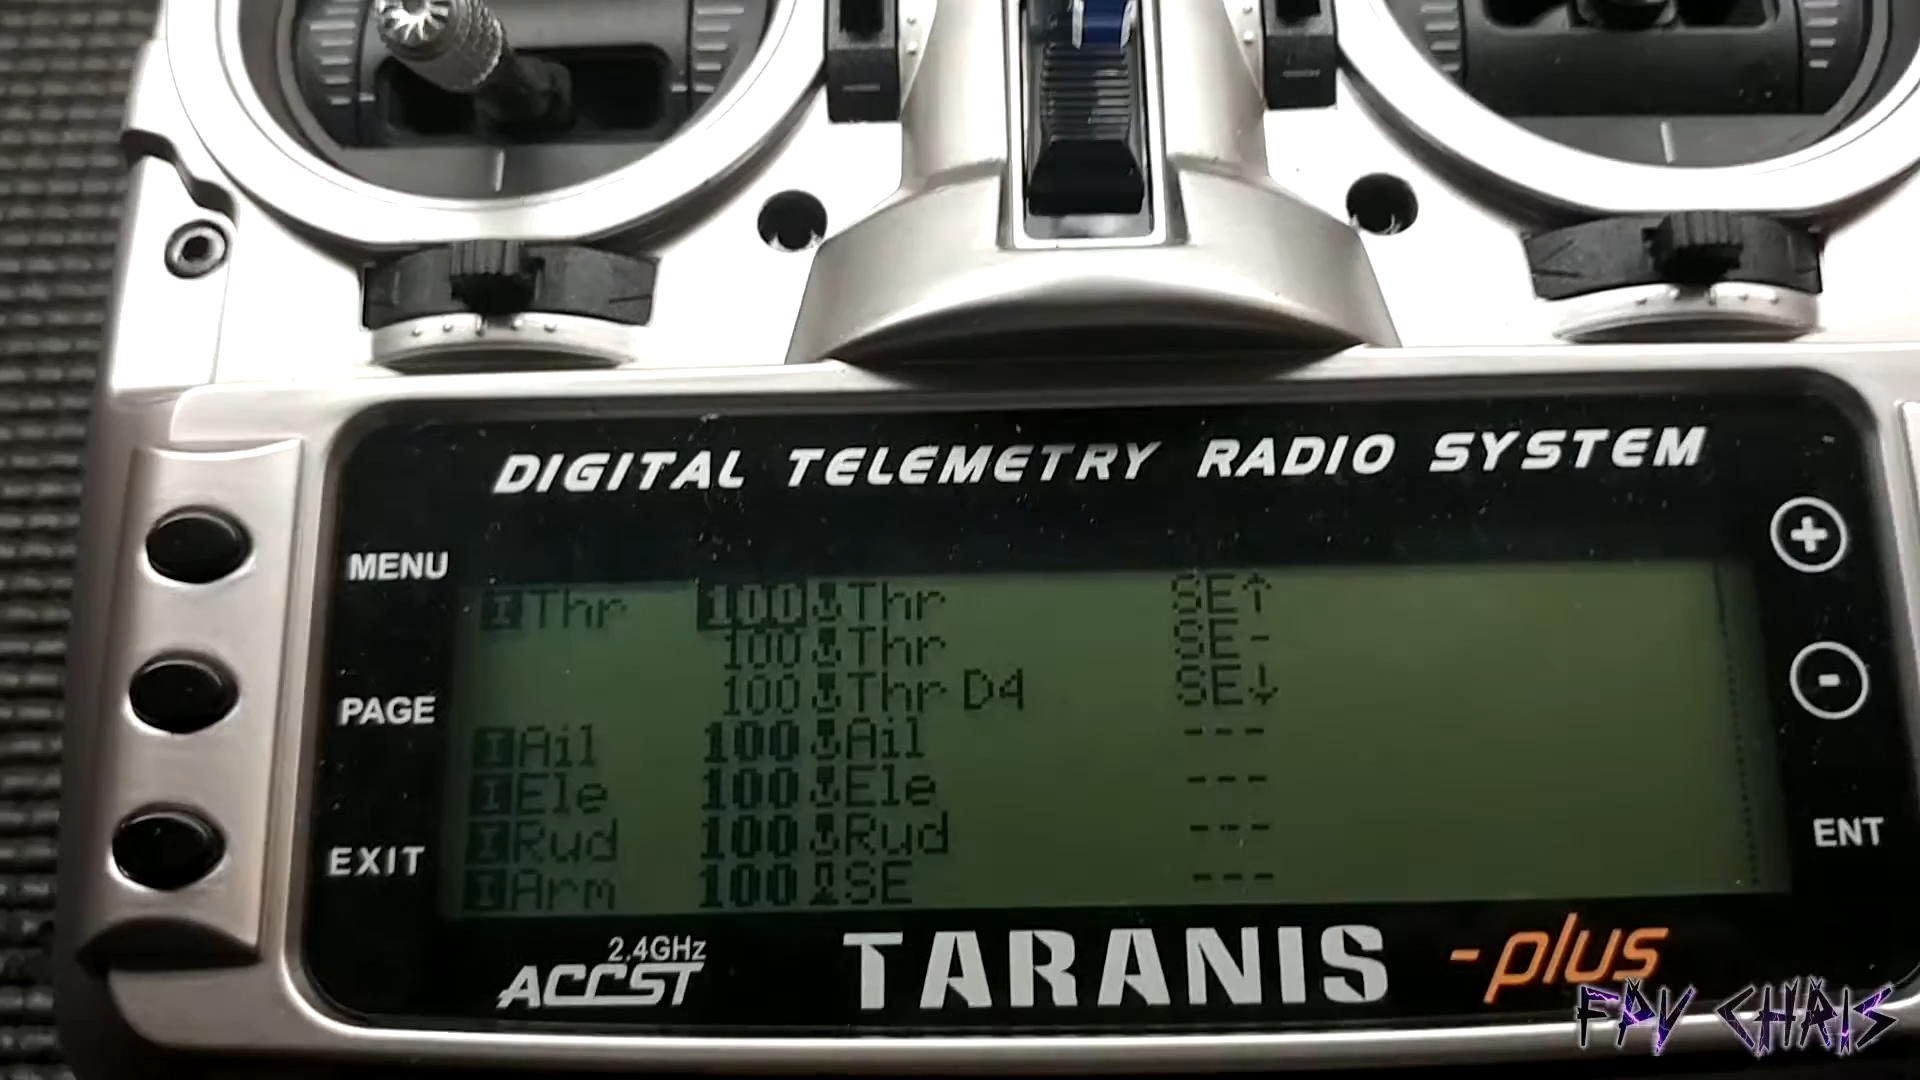 DIGITAL TELEMETRY RADIO SYSTEM
MENU
PAGE
EXIT
I Thr 100 Thr SE↑
100 Thr SE-
100 Thr D4 SE↓
I Ail 100 Ail ---
I Ele 100 Ele ---
I Rud 100 Rud ---
I Arm 100 SE ---
+
-
ENT
2.4GHz
ACCST
TARANIS -plus
FPV CHRIS